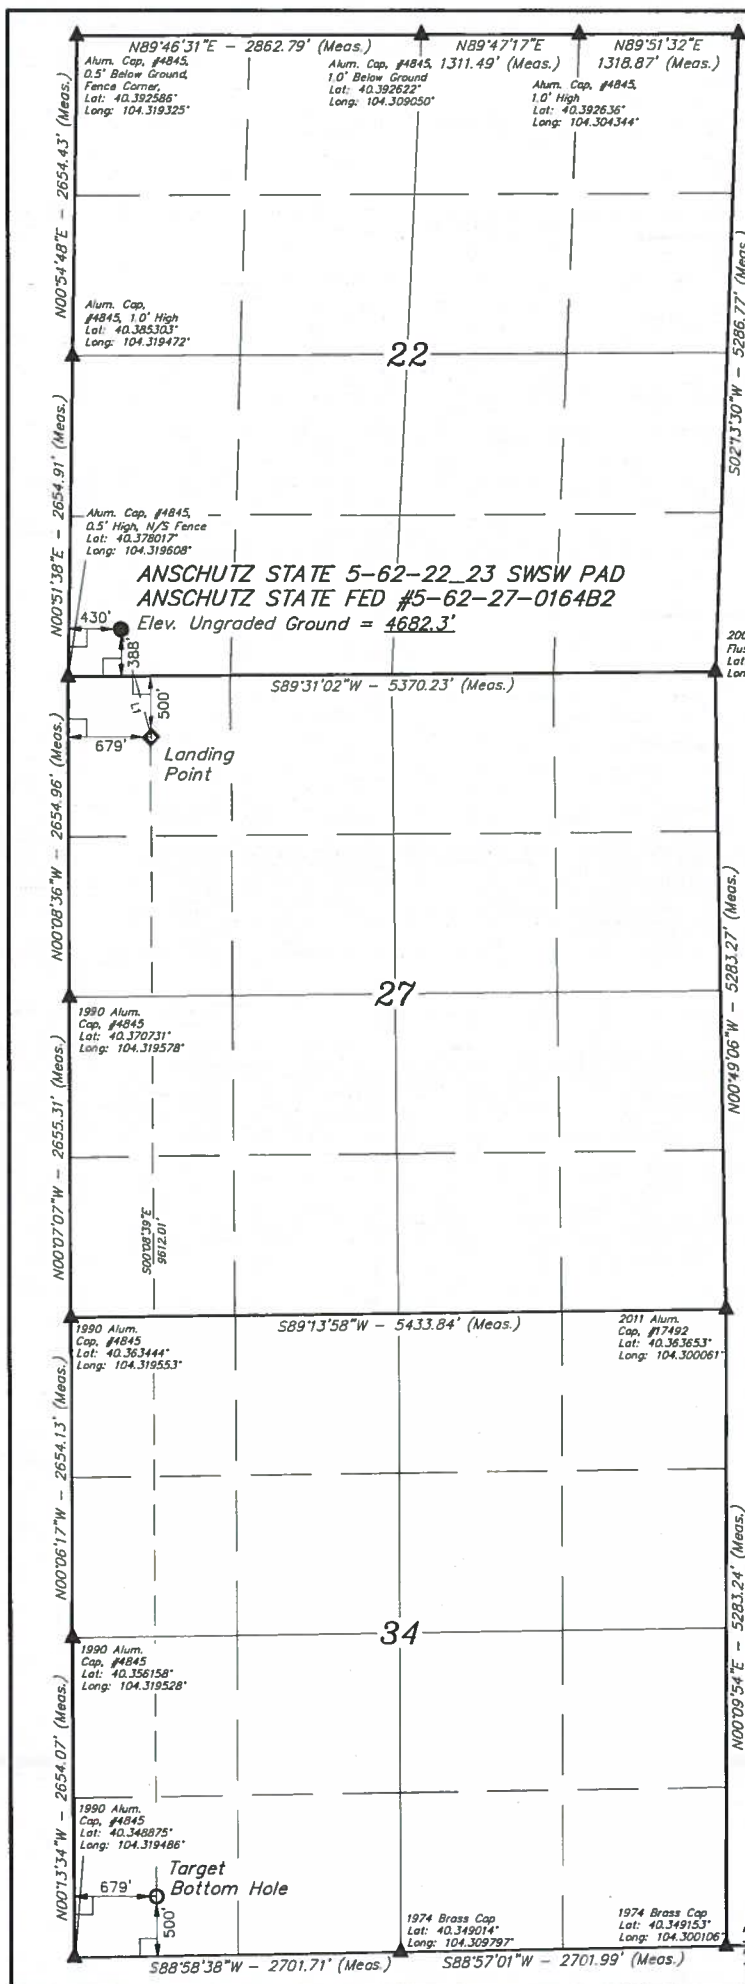 N89°46'31"E - 2862.79' (Meas.)
N89°47'17"E
1311.49' (Meas.)
N89°51'32"E
1318.87' (Meas.)
Alum. Cap, #4845,
0.5' Below Ground,
Fence Corner,
Lat: 40.392586°
Long: 104.319325°
Alum. Cap, #4845,
1.0' Below Ground
Lat: 40.392622°
Long: 104.309050°
Alum. Cap, #4845,
1.0' High
Lat: 40.392636°
Long: 104.304344°
N00°54'48"E - 2654.43' (Meas.)
S02°13'30"W - 5286.77' (Meas.)
Alum. Cap,
#4845, 1.0' High
Lat: 40.385303°
Long: 104.319472°
22
N00°51'38"E - 2654.91' (Meas.)
Alum. Cap, #4845,
0.5' High, N/S Fence
Lat: 40.378017°
Long: 104.319608°
ANSCHUTZ STATE 5-62-22_23 SWSW PAD
ANSCHUTZ STATE FED #5-62-27-0164B2
Elev. Ungraded Ground = 4682.3'
430'
388'
L1
S89°31'02"W - 5370.23' (Meas.)
500'
679'
Landing
Point
N00°08'36"W - 2654.96' (Meas.)
27
N00°49'06"W - 5283.27' (Meas.)
1990 Alum.
Cap, #4845
Lat: 40.370731°
Long: 104.319578°
N00°07'07"W - 2655.31' (Meas.)
S00°08'39"E
9612.01'
S89°13'58"W - 5433.84' (Meas.)
1990 Alum.
Cap, #4845
Lat: 40.363444°
Long: 104.319553°
2011 Alum.
Cap, #17492
Lat: 40.363653°
Long: 104.300061°
N00°06'17"W - 2654.13' (Meas.)
34
N00°09'54"E - 5283.24' (Meas.)
1990 Alum.
Cap, #4845
Lat: 40.356158°
Long: 104.319528°
N00°13'34"W - 2654.07' (Meas.)
1990 Alum.
Cap, #4845
Lat: 40.348875°
Long: 104.319486°
679'
500'
Target
Bottom Hole
1974 Brass Cap
Lat: 40.349014°
Long: 104.309797°
1974 Brass Cap
Lat: 40.349153°
Long: 104.300106°
S88°58'38"W - 2701.71' (Meas.)
S88°57'01"W - 2701.99' (Meas.)